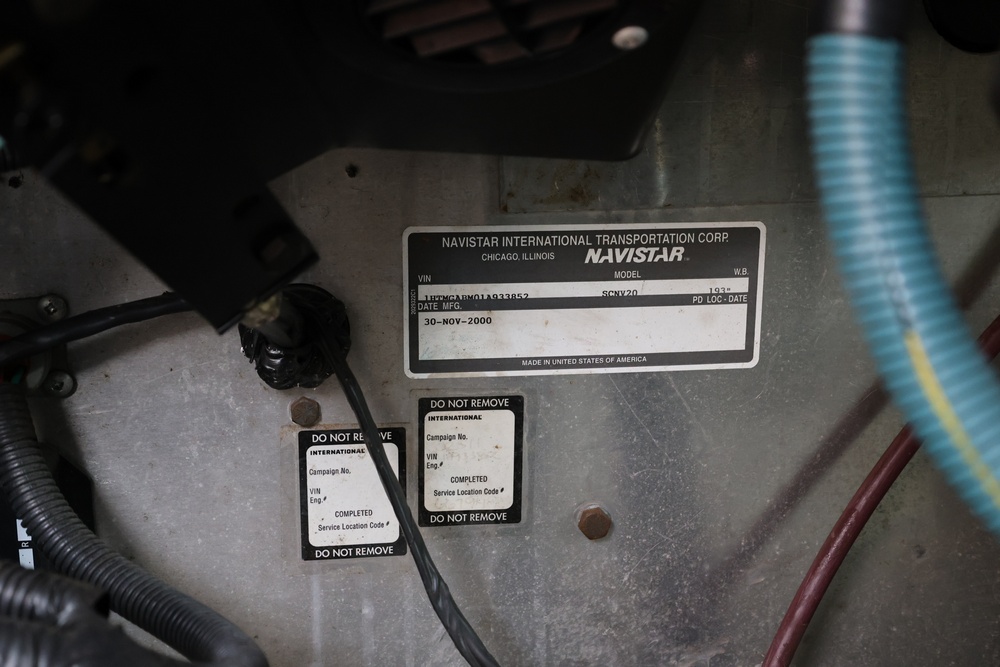 NAVISTAR INTERNATIONAL TRANSPORTATION CORP.
CHICAGO, ILLINOIS NAVISTAR
VIN MODEL W.B.
SCNV20 193"
DATE MFG. PD LOC - DATE
30-NOV-2000
MADE IN UNITED STATES OF AMERICA
DO NOT REMOVE
INTERNATIONAL
Campaign No.
VIN
Eng.#
COMPLETED
Service Location Code #
DO NOT REMOVE
DO NOT REMOVE
INTERNATIONAL
Campaign No.
VIN
Eng.#
COMPLETED
Service Location Code #
DO NOT REMOVE